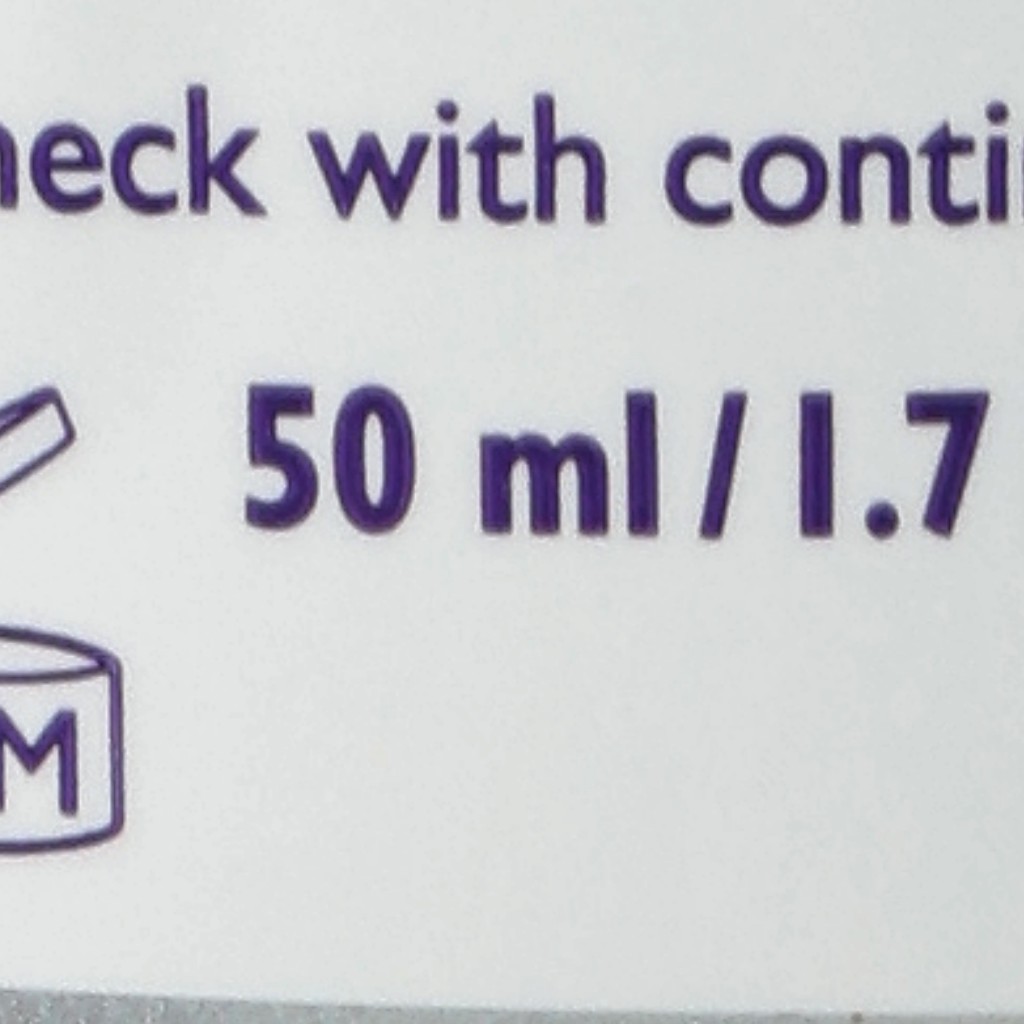 heck with conti
50 ml / 1.7
M